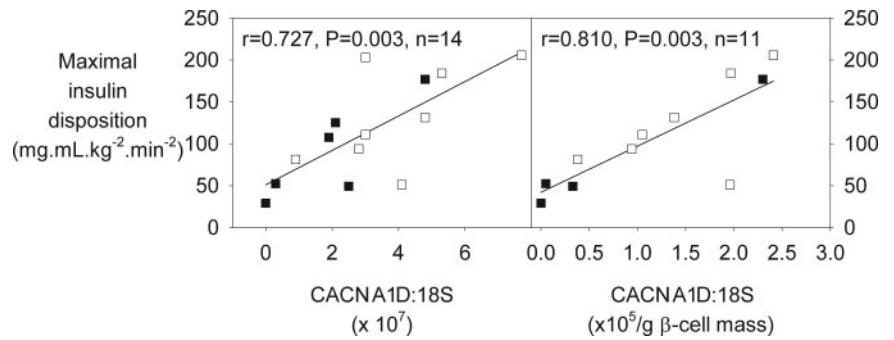 Maximal
insulin
disposition
(mg.mL.kg⁻².min⁻²)
250
200
150
100
50
0
r=0.727, P=0.003, n=14
0 2 4 6
CACNA1D:18S
(x 10⁷)
r=0.810, P=0.003, n=11
0.0 0.5 1.0 1.5 2.0 2.5 3.0
CACNA1D:18S
(x10⁵/g β-cell mass)
250
200
150
100
50
0